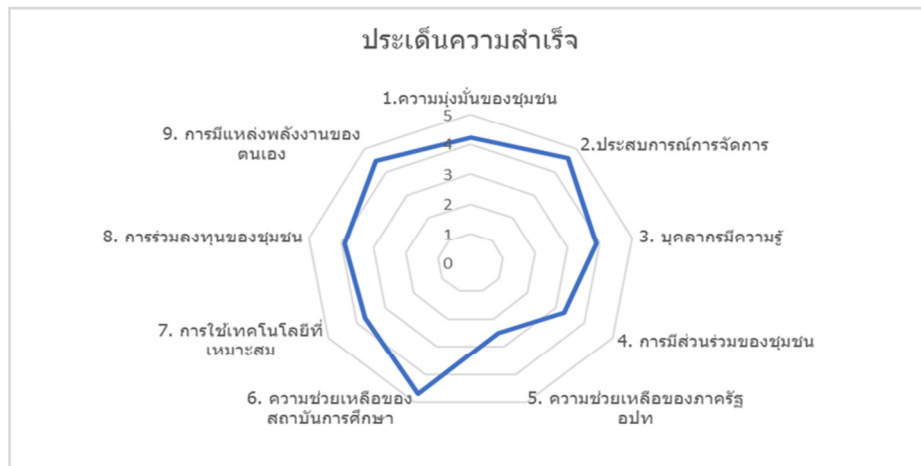 ประเด็นความสำเร็จ
1.ความมุ่งมั่นของชุมชน
5
4
3
2
1
0
2.ประสบการณ์การจัดการ
3. บุคลากรมีความรู้
4. การมีส่วนร่วมของชุมชน
5. ความช่วยเหลือของภาครัฐ
อปท
6. ความช่วยเหลือของ
สถาบันการศึกษา
7. การใช้เทคโนโลยีที่
เหมาะสม
8. การร่วมลงทุนของชุมชน
9. การมีแหล่งพลังงานของ
ตนเอง